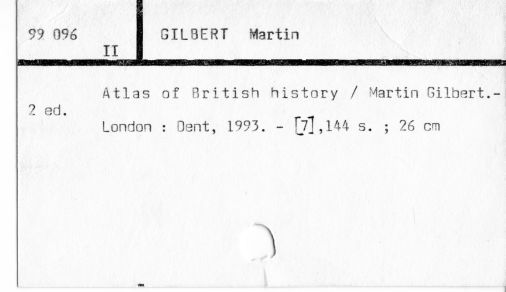 99 096
II
GILBERT Martin
Atlas of British history / Martin Gilbert.-
2 ed.
London : Dent, 1993. - [7],144 s. ; 26 cm